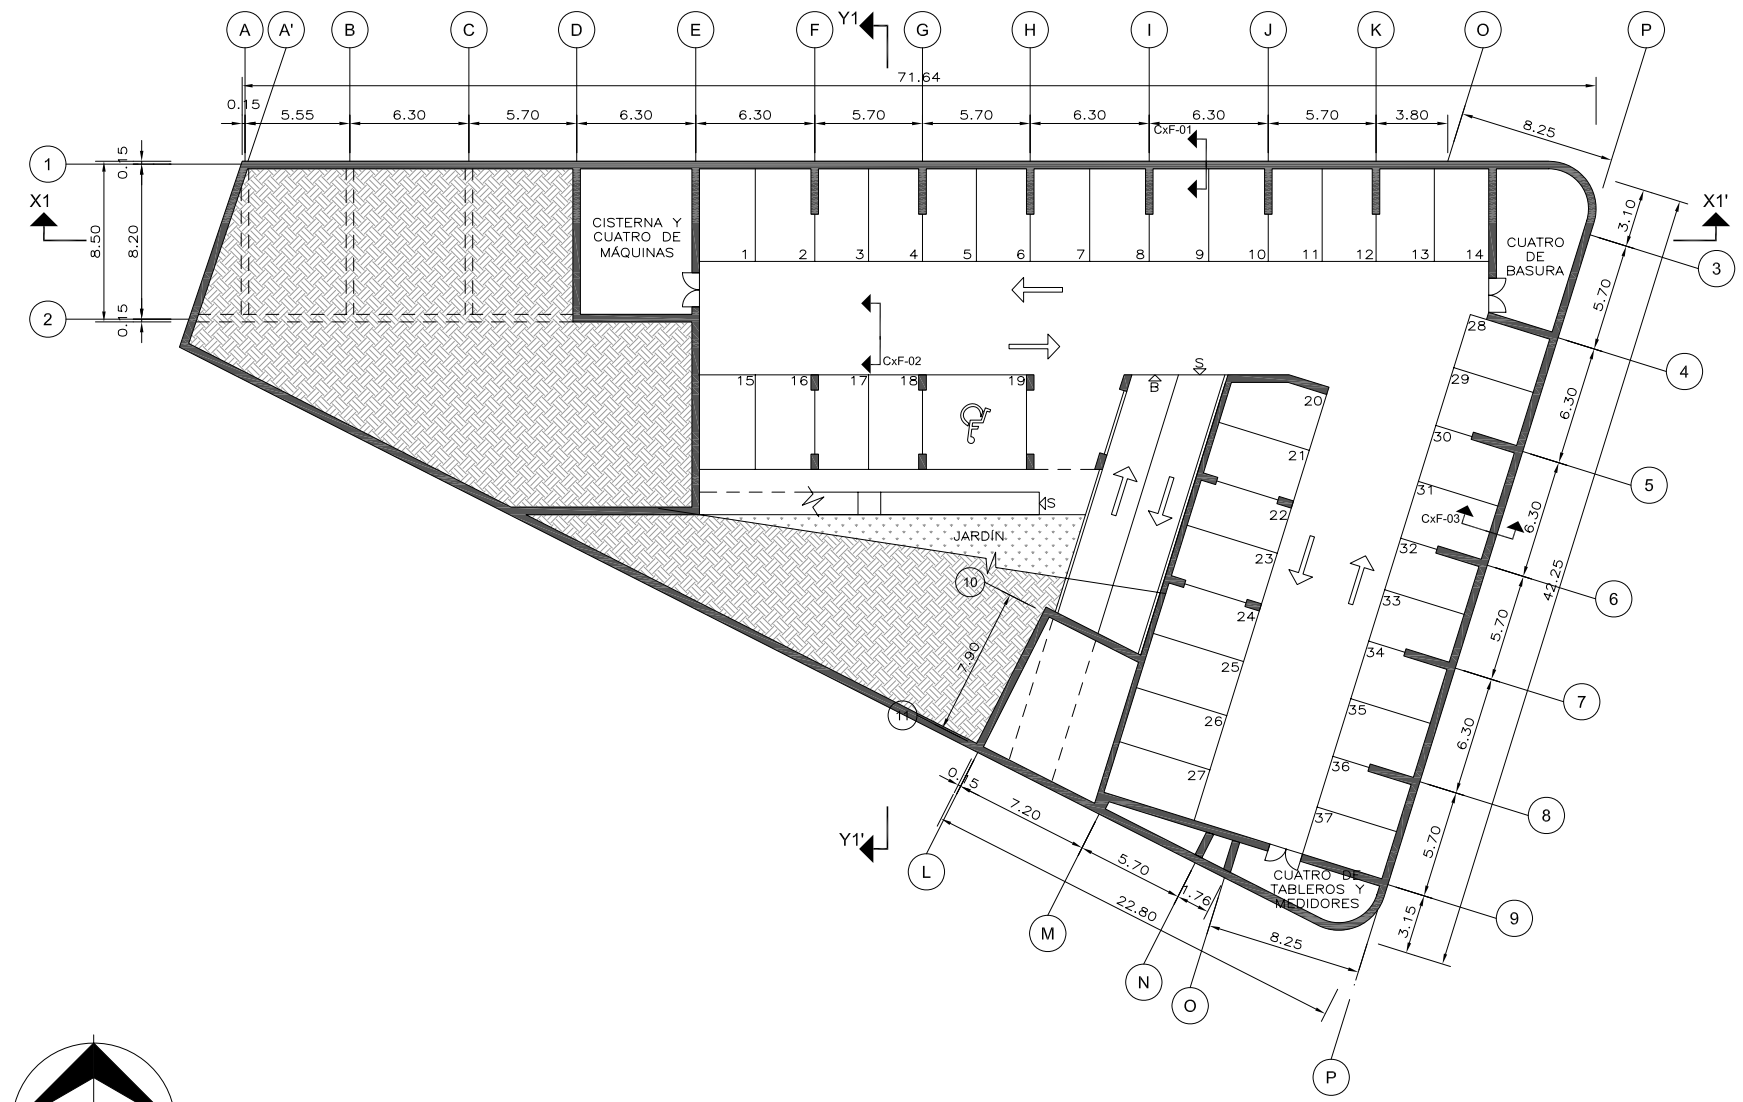 A A' B C D E F G H I J K O P
Y1
71.64
0.15 5.55 6.30 5.70 6.30 6.30 5.70 5.70 6.30 6.30 5.70 3.80 8.25
CxF-01
1
0.15
X1
8.50 8.20
2
0.15
X1'
3.10
3
5.70
4
6.30
5
6.30
6
5.70
7
6.30
8
5.70
9
3.15
42.25
CISTERNA Y
CUATRO DE
MÁQUINAS
CUATRO
DE
BASURA
1 2 3 4 5 6 7 8 9 10 11 12 13 14
CxF-02
15 16 17 18 19
B
S
S
20
21
22
23
24
25
26
27
28
29
30
31
CxF-03
32
33
34
35
36
37
JARDÍN
10
7.90
11
CUATRO DE
TABLEROS Y
MEDIDORES
Y1'
0.15
7.20
5.70
1.76
22.80
8.25
L
M
N
O
P